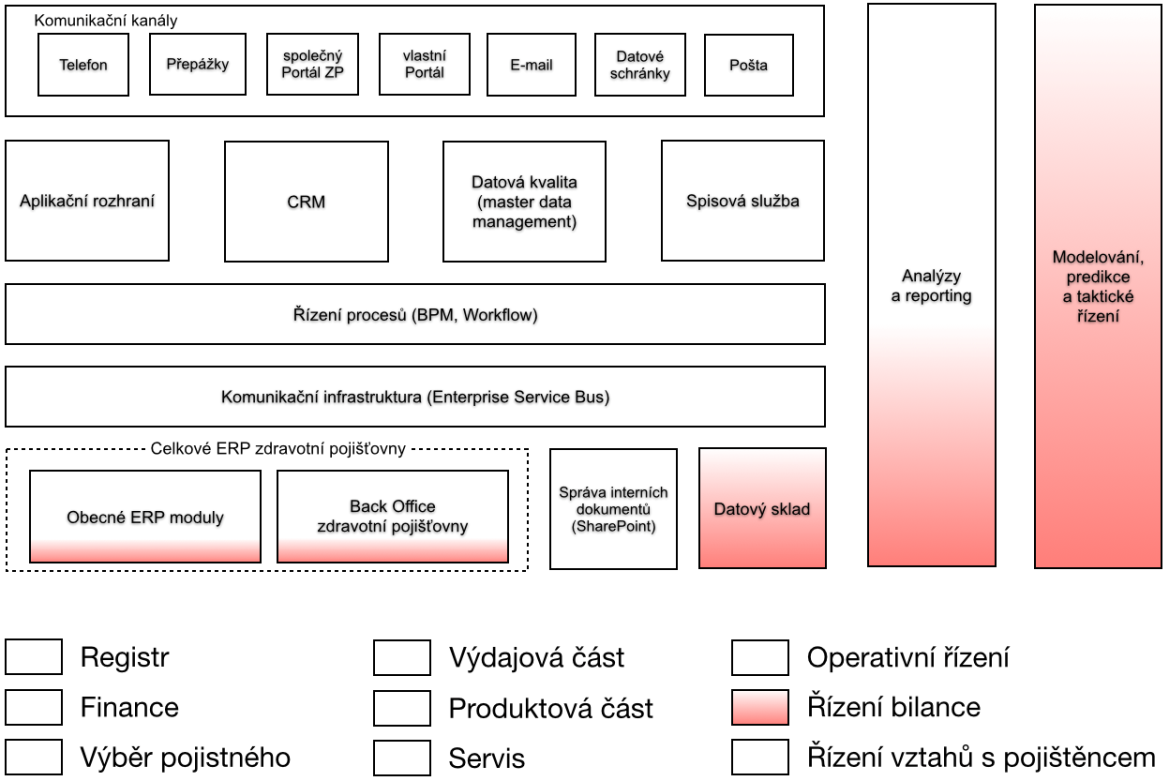 Komunikační kanály
Telefon
Přepážky
společný
Portál ZP
vlastní
Portál
E-mail
Datové
schránky
Pošta
Aplikační rozhraní
CRM
Datová kvalita
(master data
management)
Spisová služba
Řízení procesů (BPM, Workflow)
Komunikační infrastruktura (Enterprise Service Bus)
Celkové ERP zdravotní pojišťovny
Obecné ERP moduly
Back Office
zdravotní pojišťovny
Správa interních
dokumentů
(SharePoint)
Datový sklad
Analýzy
a reporting
Modelování,
predikce
a taktické
řízení
Registr
Finance
Výběr pojistného
Výdajová část
Produktová část
Servis
Operativní řízení
Řízení bilance
Řízení vztahů s pojištěncem